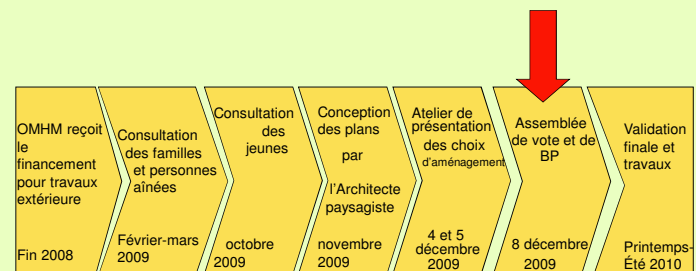 OMHM reçoit
le
financement
pour travaux
extérieure
Fin 2008
Consultation
des familles
et personnes
aînées
Février-mars
2009
Consultation
des
jeunes
octobre
2009
Conception
des plans
par
l'Architecte
paysagiste
novembre
2009
Atelier de
présentation
des choix
d'aménagement
4 et 5
décembre
2009
Assemblée
de vote et de
BP
8 décembre
2009
Validation
finale et
travaux
Printemps-
Été 2010